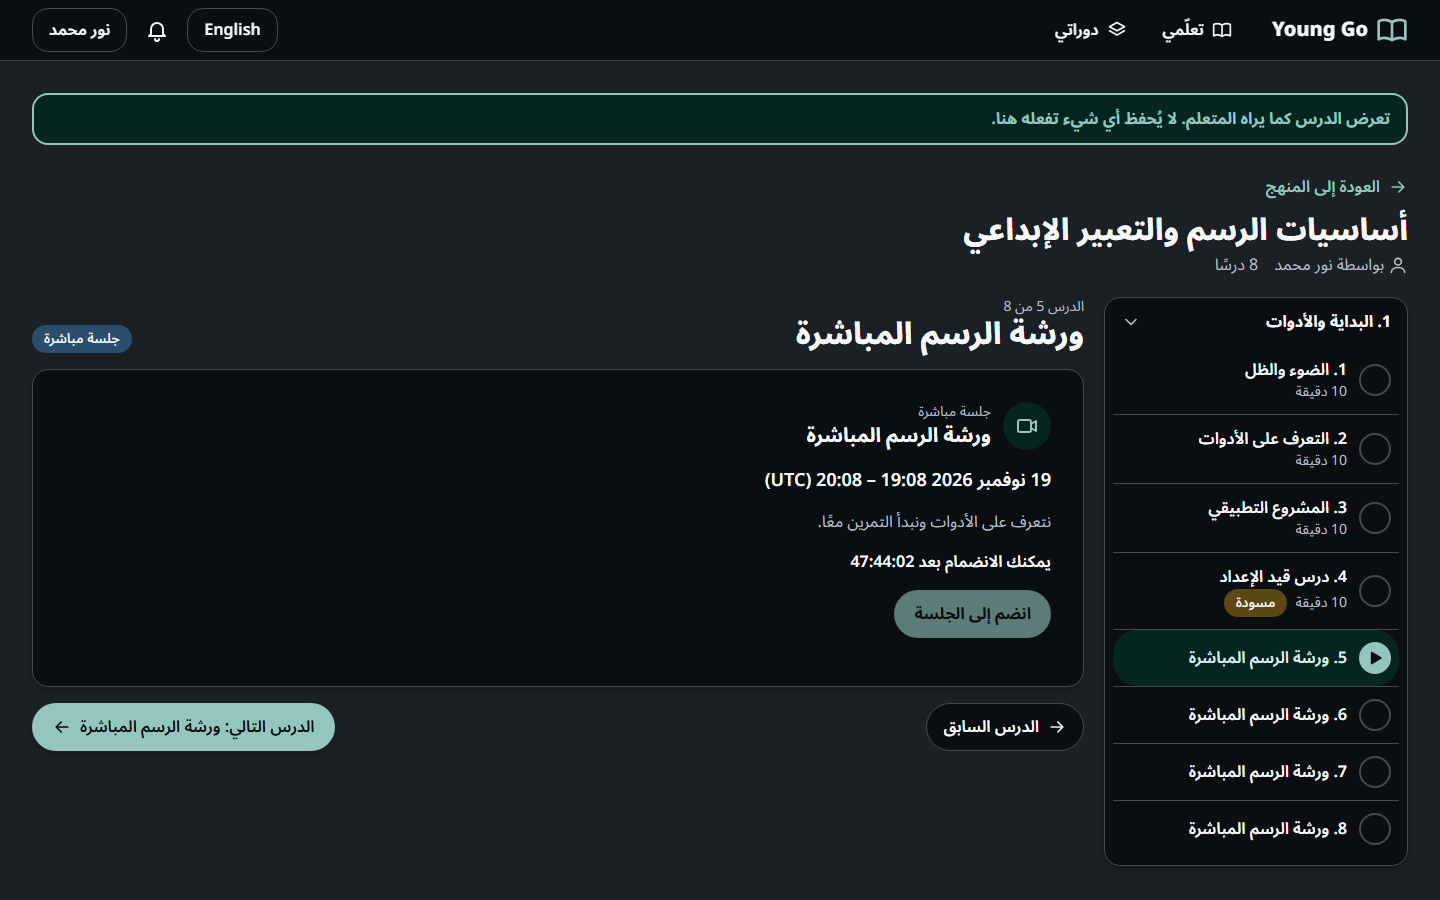 Young Go
تعلّمي
دوراتي
English
نور محمد
تعرض الدرس كما يراه المتعلم. لا يُحفظ أي شيء تفعله هنا.
العودة إلى المنهج
أساسيات الرسم والتعبير الإبداعي
بواسطة نور محمد 8 درسًا
1. البداية والأدوات
1. الضوء والظل
10 دقيقة
2. التعرف على الأدوات
10 دقيقة
3. المشروع التطبيقي
10 دقيقة
4. درس قيد الإعداد
10 دقيقة مسودة
5. ورشة الرسم المباشرة
6. ورشة الرسم المباشرة
7. ورشة الرسم المباشرة
8. ورشة الرسم المباشرة
الدرس 5 من 8
ورشة الرسم المباشرة
جلسة مباشرة
جلسة مباشرة
ورشة الرسم المباشرة
19 نوفمبر 2026 19:08 – 20:08 (UTC)
نتعرف على الأدوات ونبدأ التمرين معًا.
يمكنك الانضمام بعد 47:44:02
انضم إلى الجلسة
الدرس السابق
الدرس التالي: ورشة الرسم المباشرة